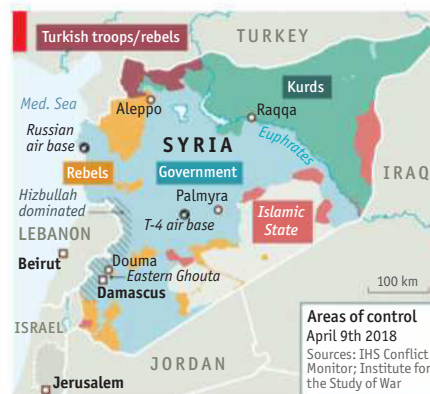 Turkish troops/rebels
TURKEY
Kurds
Med. Sea
Aleppo
Raqqa
Russian
air base
SYRIA
Euphrates
IRAQ
Rebels
Government
Hizbullah
dominated
Palmyra
Islamic
State
T-4 air base
LEBANON
Beirut
Douma
Eastern Ghouta
Damascus
100 km
ISRAEL
JORDAN
Jerusalem
Areas of control
April 9th 2018
Sources: IHS Conflict
Monitor; Institute for
the Study of War